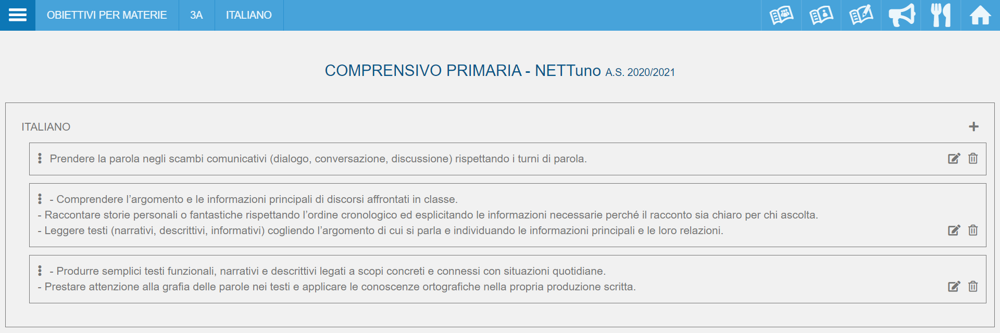 OBIETTIVI PER MATERIE 3A ITALIANO
COMPRENSIVO PRIMARIA - NETTuno A.S. 2020/2021
ITALIANO
Prendere la parola negli scambi comunicativi (dialogo, conversazione, discussione) rispettando i turni di parola.
- Comprendere l’argomento e le informazioni principali di discorsi affrontati in classe.
- Raccontare storie personali o fantastiche rispettando l’ordine cronologico ed esplicitando le informazioni necessarie perché il racconto sia chiaro per chi ascolta.
- Leggere testi (narrativi, descrittivi, informativi) cogliendo l’argomento di cui si parla e individuando le informazioni principali e le loro relazioni.
- Produrre semplici testi funzionali, narrativi e descrittivi legati a scopi concreti e connessi con situazioni quotidiane.
- Prestare attenzione alla grafia delle parole nei testi e applicare le conoscenze ortografiche nella propria produzione scritta.